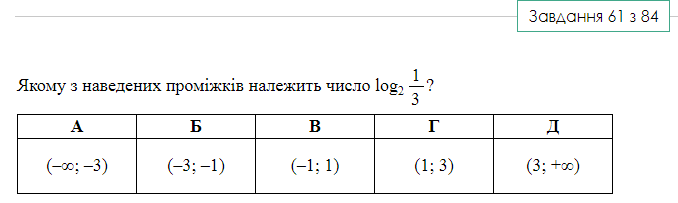 Завдання 61 з 84
Якому з наведених проміжків належить число log₂ 1/3 ?
А Б В Г Д
(–∞; –3) (–3; –1) (–1; 1) (1; 3) (3; +∞)